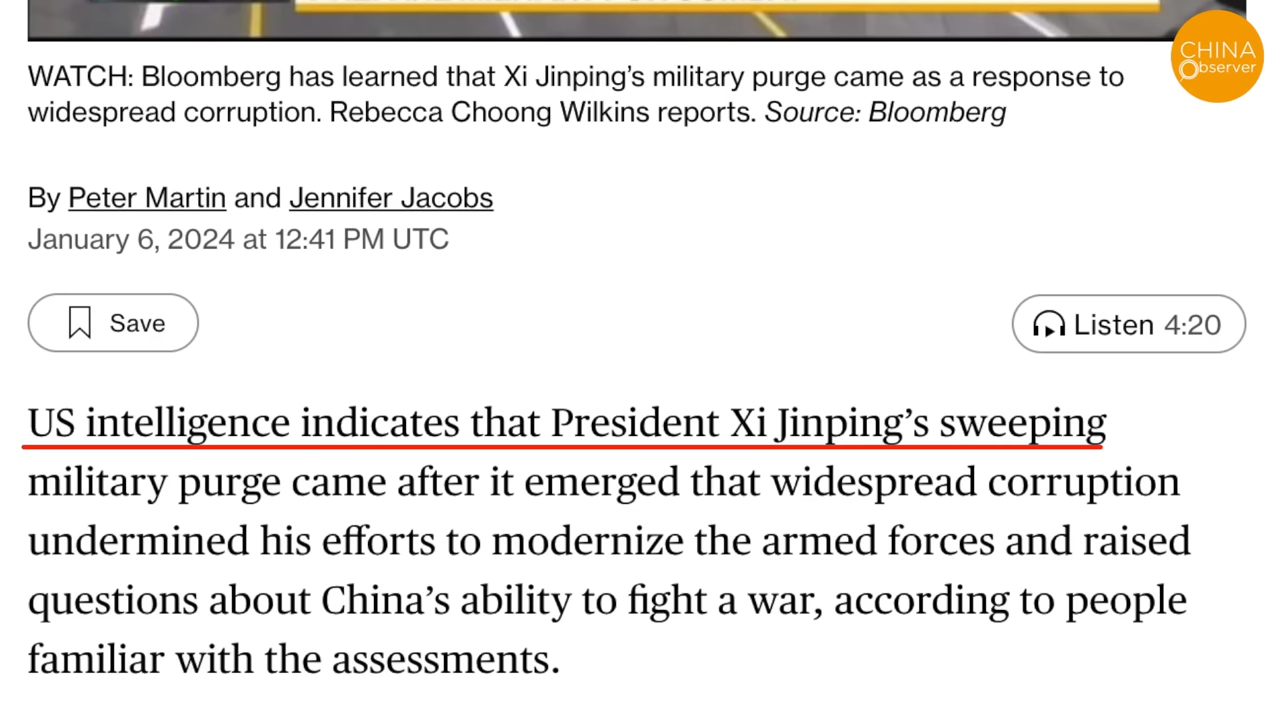 CHINA
Observer
WATCH: Bloomberg has learned that Xi Jinping’s military purge came as a response to
widespread corruption. Rebecca Choong Wilkins reports. Source: Bloomberg
By Peter Martin and Jennifer Jacobs
January 6, 2024 at 12:41 PM UTC
Save
Listen 4:20
US intelligence indicates that President Xi Jinping’s sweeping
military purge came after it emerged that widespread corruption
undermined his efforts to modernize the armed forces and raised
questions about China’s ability to fight a war, according to people
familiar with the assessments.